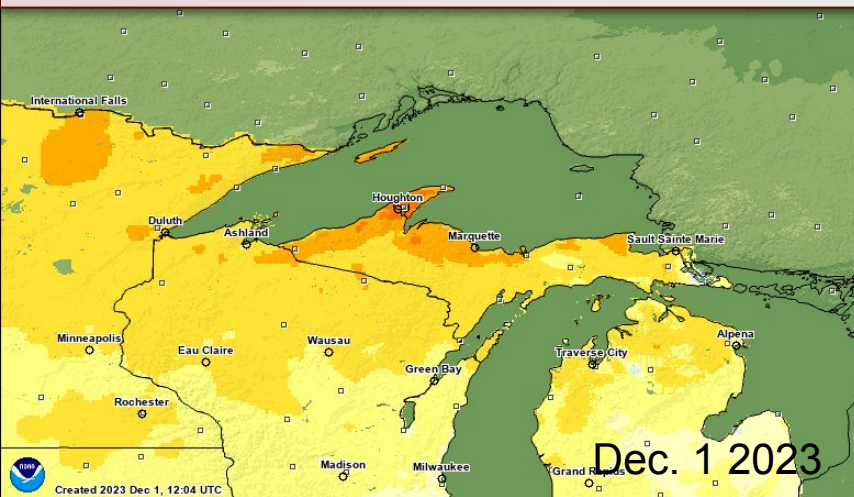 International Falls
Houghton
Duluth
Ashland
Marquette
Sault Sainte Marie
Minneapolis
Eau Claire
Wausau
Green Bay
Traverse City
Alpena
Rochester
Madison
Milwaukee
Grand Rapids
Dec. 1 2023
NOAA
Created 2023 Dec 1, 12:04 UTC